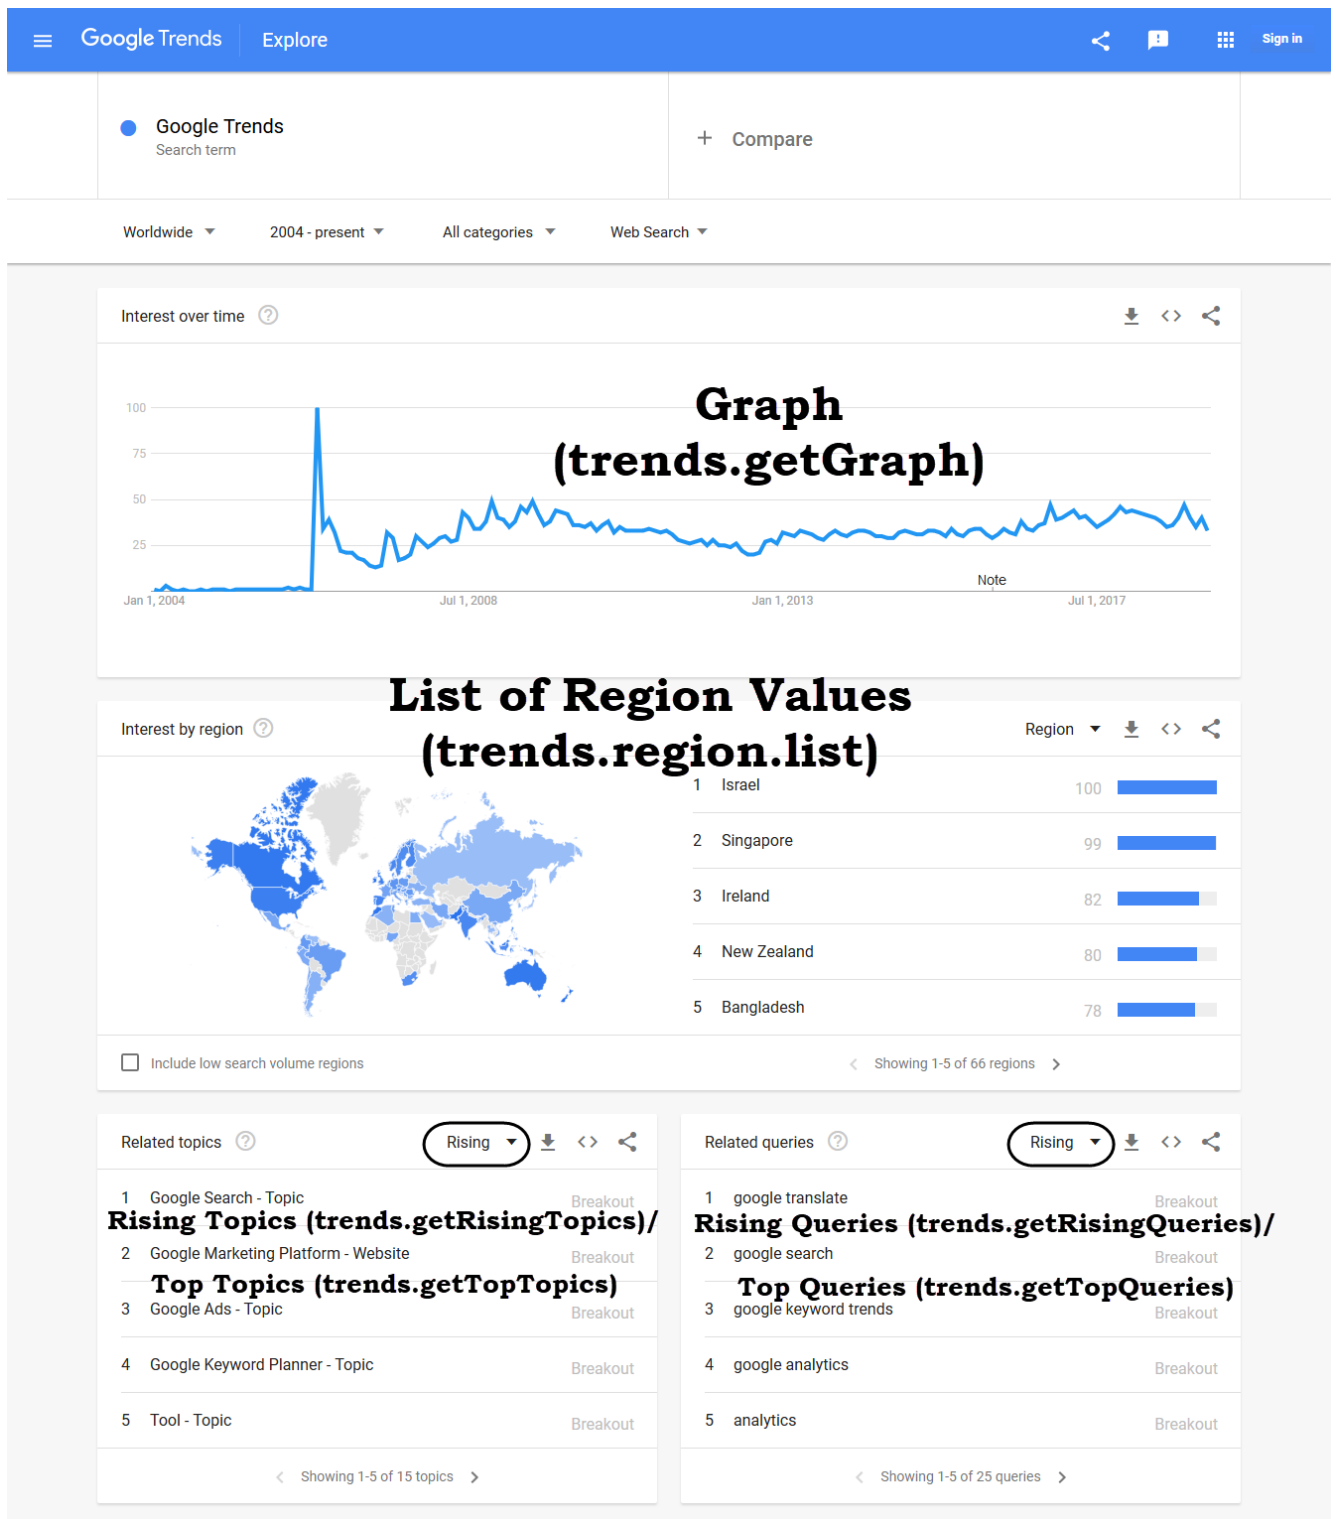 Google Trends
Explore
Sign in
Google Trends
Search term
+ Compare
Worldwide
2004 - present
All categories
Web Search
Interest over time
Graph
(trends.getGraph)
100
75
50
25
Note
Jan 1, 2004
Jul 1, 2008
Jan 1, 2013
Jul 1, 2017
List of Region Values
(trends.region.list)
Interest by region
Region
1 Israel 100
2 Singapore 99
3 Ireland 82
4 New Zealand 80
5 Bangladesh 78
Include low search volume regions
Showing 1-5 of 66 regions
Related topics
Rising
1 Google Search - Topic Breakout
Rising Topics (trends.getRisingTopics)/
2 Google Marketing Platform - Website Breakout
Top Topics (trends.getTopTopics)
3 Google Ads - Topic Breakout
4 Google Keyword Planner - Topic Breakout
5 Tool - Topic Breakout
Showing 1-5 of 15 topics
Related queries
Rising
1 google translate Breakout
Rising Queries (trends.getRisingQueries)/
2 google search Breakout
Top Queries (trends.getTopQueries)
3 google keyword trends Breakout
4 google analytics Breakout
5 analytics Breakout
Showing 1-5 of 25 queries